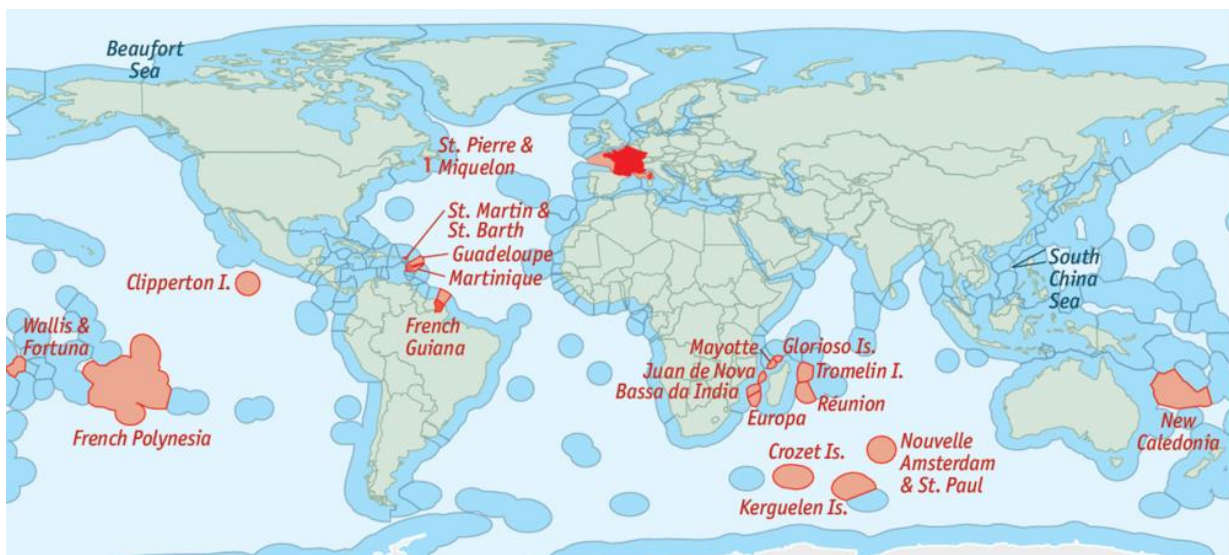 Beaufort
Sea
St. Pierre &
Miquelon
St. Martin &
St. Barth
Guadeloupe
Martinique
Clipperton I.
French
Guiana
Wallis &
Fortuna
French Polynesia
Mayotte
Glorioso Is.
Juan de Nova
Tromelin I.
Bassa da India
Réunion
Europa
South
China
Sea
New
Caledonia
Crozet Is.
Nouvelle
Amsterdam
& St. Paul
Kerguelen Is.